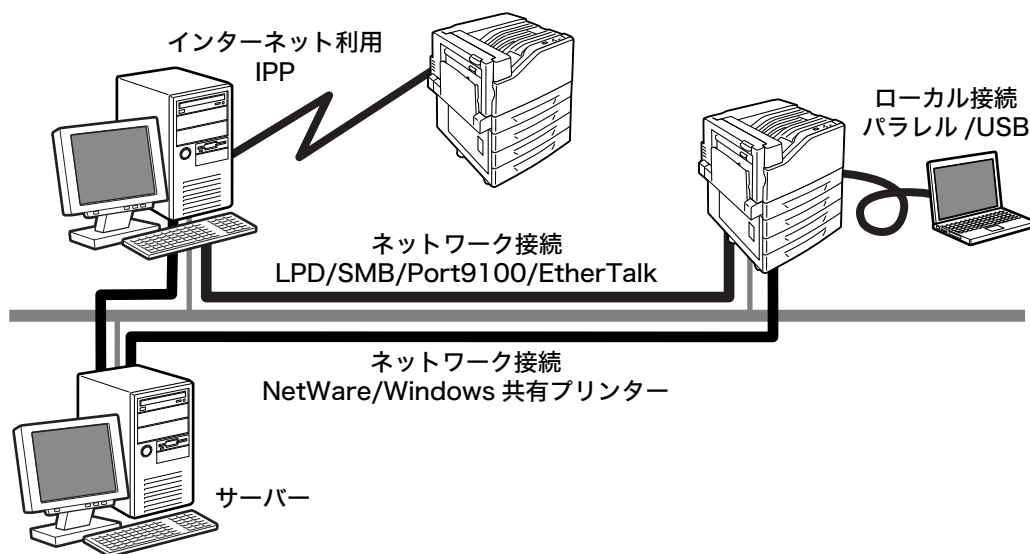 インターネット利用
IPP
ローカル接続
パラレル /USB
ネットワーク接続
LPD/SMB/Port9100/EtherTalk
ネットワーク接続
NetWare/Windows 共有プリンター
サーバー